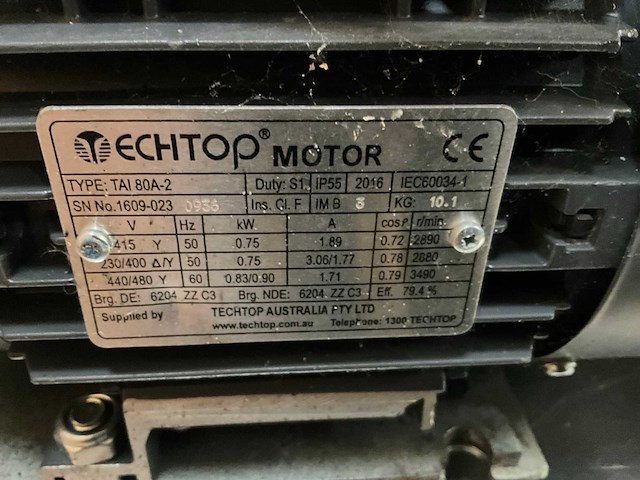 TECHTOP® MOTOR CE
TYPE: TAI 80A-2 Duty: S1 IP55 2016 IEC60034-1
SN No.1609-023 0936 Ins. Cl. F IM B 3 KG: 10.1
V Hz kW A cosø r/min
415 Y 50 0.75 1.89 0.72 2890
230/400 Δ/Y 50 0.75 3.06/1.77 0.78 2880
440/480 Y 60 0.83/0.90 1.71 0.79 3490
Brg. DE: 6204 ZZ C3 Brg. NDE: 6204 ZZ C3 Eff. 79.4 %
Supplied by TECHTOP AUSTRALIA PTY LTD
www.techtop.com.au Telephone: 1300 TECHTOP